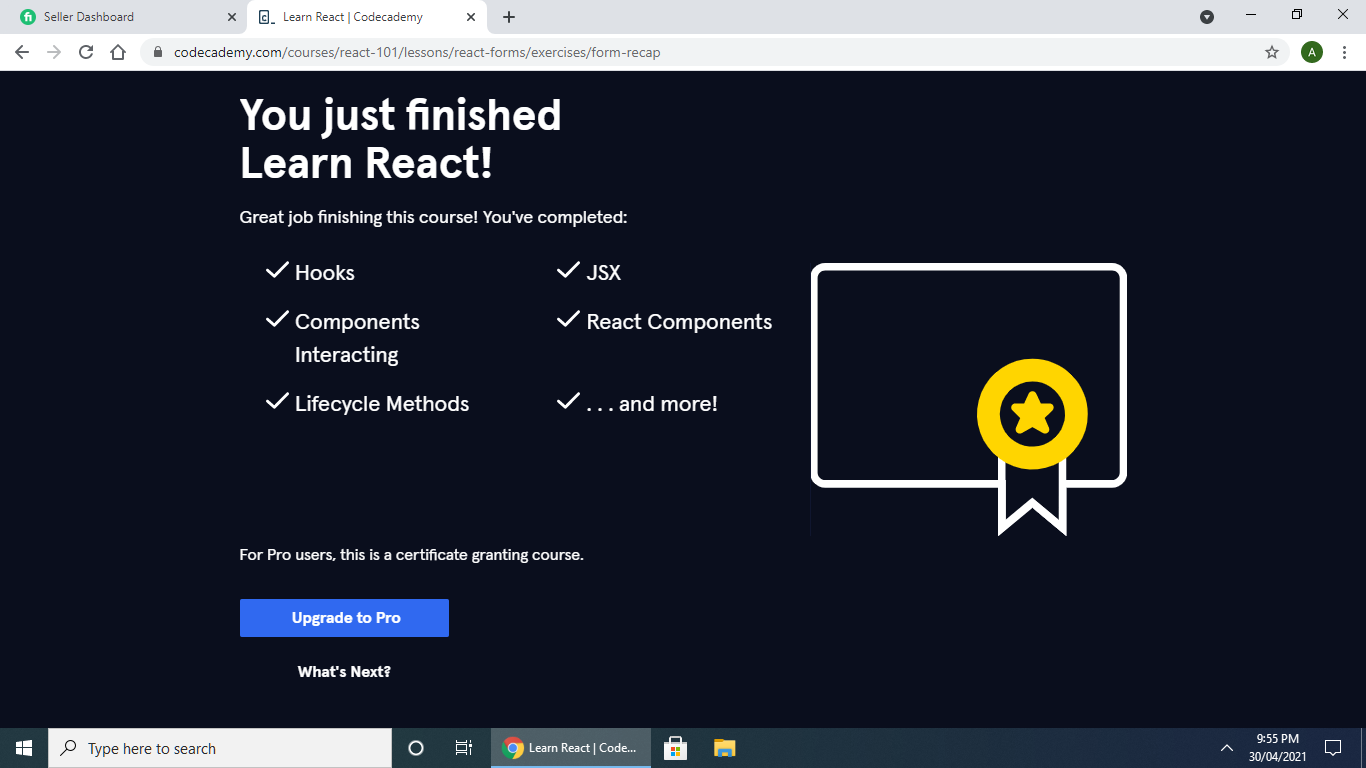 Seller Dashboard
Learn React | Codecademy
codecademy.com/courses/react-101/lessons/react-forms/exercises/form-recap
A
You just finished
Learn React!
Great job finishing this course! You've completed:
Hooks
JSX
Components
Interacting
React Components
Lifecycle Methods
. . . and more!
For Pro users, this is a certificate granting course.
Upgrade to Pro
What's Next?
Type here to search
Learn React | Code...
9:55 PM
30/04/2021